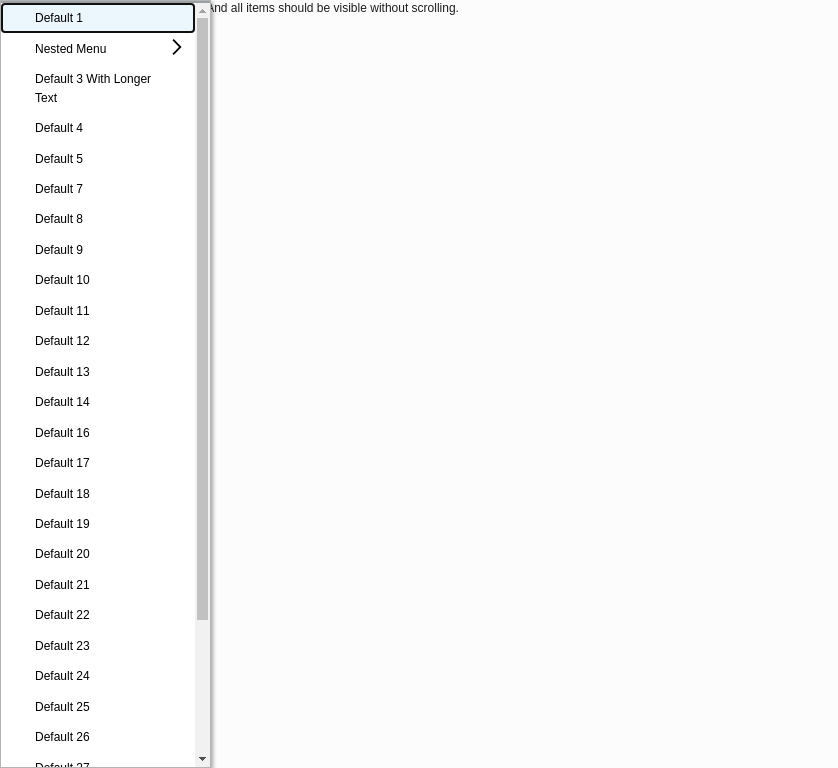 And all items should be visible without scrolling.
Default 1
Nested Menu
Default 3 With Longer
Text
Default 4
Default 5
Default 7
Default 8
Default 9
Default 10
Default 11
Default 12
Default 13
Default 14
Default 16
Default 17
Default 18
Default 19
Default 20
Default 21
Default 22
Default 23
Default 24
Default 25
Default 26
Default 27